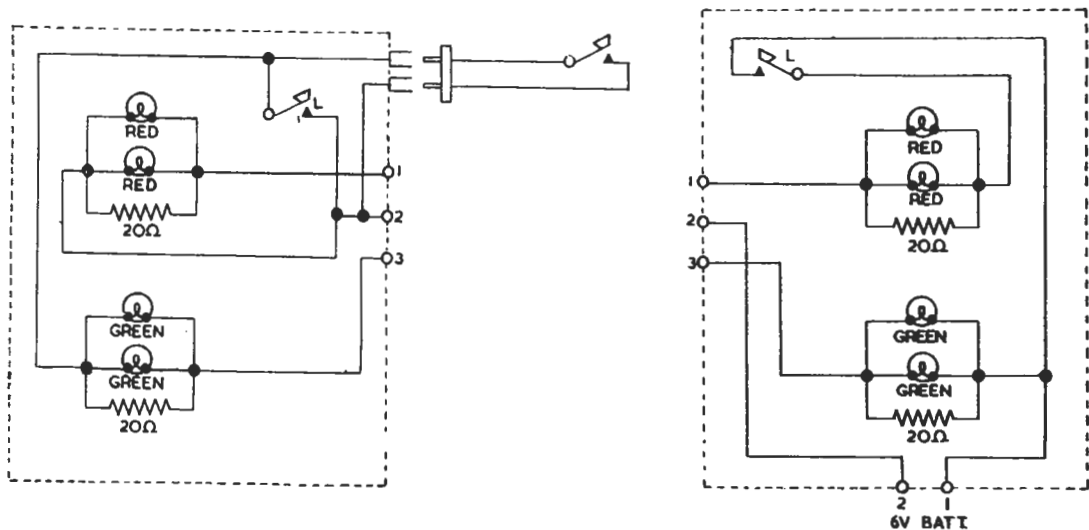 L
RED
RED
20Ω
1
2
3
GREEN
GREEN
20Ω
L
RED
RED
20Ω
1
2
3
GREEN
GREEN
20Ω
2 1
6V BATT.